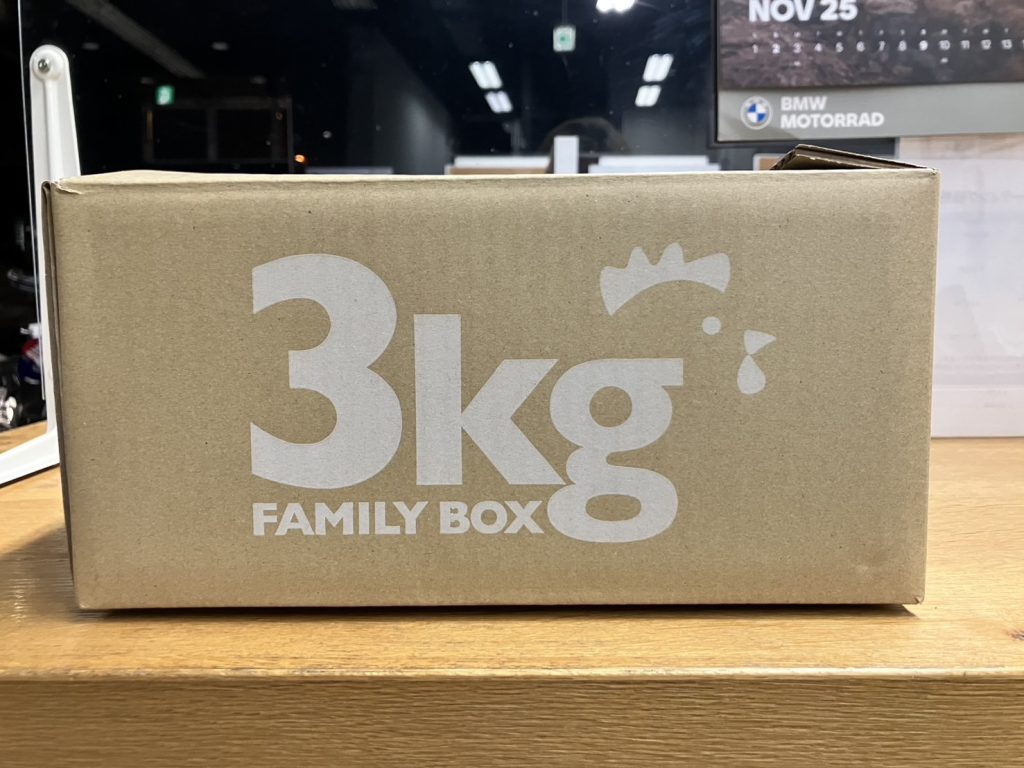 NOV 25
1 2 3 4 5 6 7 8 9 10 11 12 13
BMW
MOTORRAD
3kg
FAMILY BOX